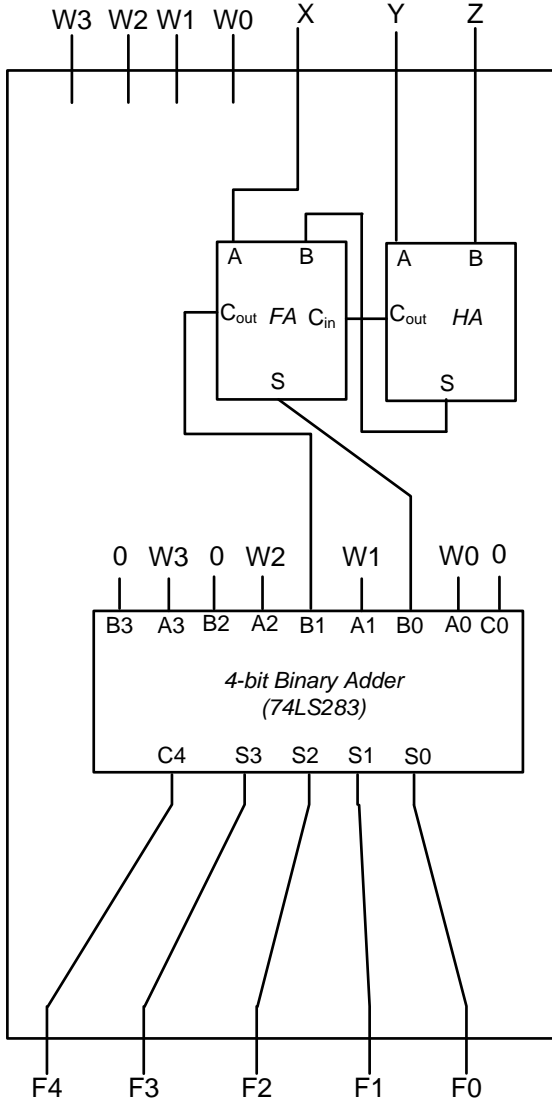 W3 W2 W1 W0 X Y Z
A B A B
Cout FA Cin Cout HA
S S
0 W3 0 W2 W1 W0 0
B3 A3 B2 A2 B1 A1 B0 A0 C0
4-bit Binary Adder
(74LS283)
C4 S3 S2 S1 S0
F4 F3 F2 F1 F0